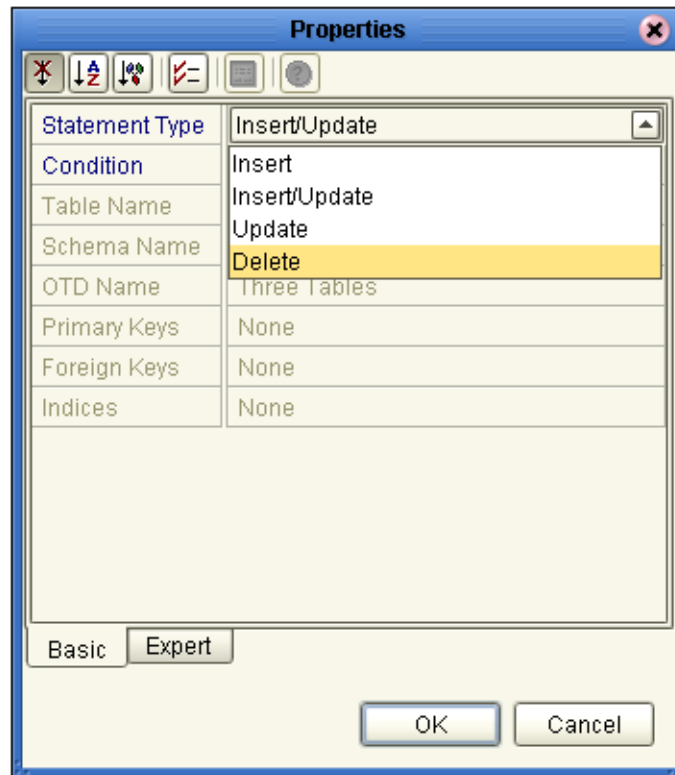 Properties
Statement Type Insert/Update
Condition Insert
Insert/Update
Table Name
Update
Schema Name
Delete
OTD Name Three Tables
Primary Keys None
Foreign Keys None
Indices None
Basic Expert
OK Cancel